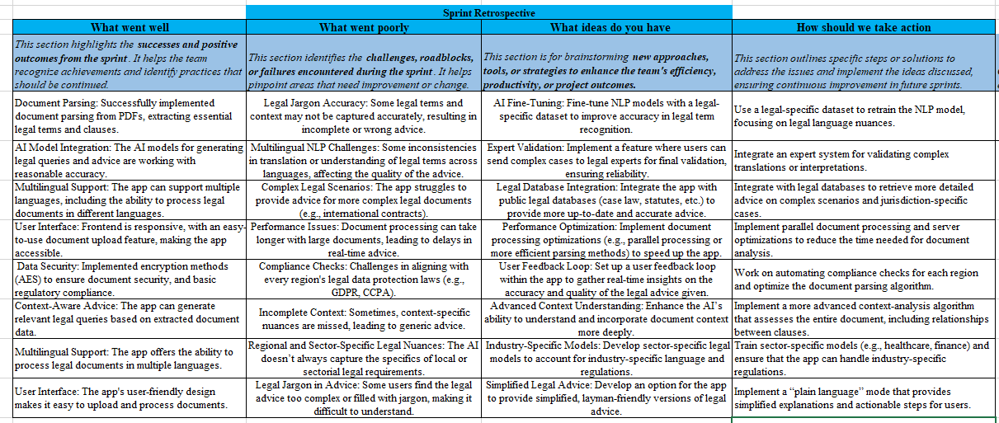 Sprint Retrospective
What went well
What went poorly
What ideas do you have
How should we take action
This section highlights the successes and positive
outcomes from the sprint. It helps the team
recognize achievements and identify practices that
should be continued.
This section identifies the challenges, roadblocks,
or failures encountered during the sprint. It helps
pinpoint areas that need improvement or change.
This section is for brainstorming new approaches,
tools, or strategies to enhance the team's efficiency,
productivity, or project outcomes.
This section outlines specific steps or solutions to
address the issues and implement the ideas discussed,
ensuring continuous improvement in future sprints.
Document Parsing: Successfully implemented
document parsing from PDFs, extracting essential
legal terms and clauses.
Legal Jargon Accuracy: Some legal terms and
context may not be captured accurately, resulting in
incomplete or wrong advice.
AI Fine-Tuning: Fine-tune NLP models with a legal-
specific dataset to improve accuracy in legal term
recognition.
Use a legal-specific dataset to retrain the NLP model,
focusing on legal language nuances.
AI Model Integration: The AI models for generating
legal queries and advice are working with
reasonable accuracy.
Multilingual NLP Challenges: Some inconsistencies
in translation or understanding of legal terms across
languages, affecting the quality of the advice.
Expert Validation: Implement a feature where users can
send complex cases to legal experts for final validation,
ensuring reliability.
Integrate an expert system for validating complex
translations or interpretations.
Multilingual Support: The app can support multiple
languages, including the ability to process legal
documents in different languages.
Complex Legal Scenarios: The app struggles to
provide advice for more complex legal documents
(e.g., international contracts).
Legal Database Integration: Integrate the app with
public legal databases (case law, statutes, etc.) to
provide more up-to-date and accurate advice.
Integrate with legal databases to retrieve more detailed
advice on complex scenarios and jurisdiction-specific
cases.
User Interface: Frontend is responsive, with an easy-
to-use document upload feature, making the app
accessible.
Performance Issues: Document processing can take
longer with large documents, leading to delays in
real-time advice.
Performance Optimization: Implement document
processing optimizations (e.g., parallel processing or
more efficient parsing methods) to speed up the app.
Implement parallel document processing and server
optimizations to reduce the time needed for document
analysis.
Data Security: Implemented encryption methods
(AES) to ensure document security, and basic
regulatory compliance.
Compliance Checks: Challenges in aligning with
every region's legal data protection laws (e.g.,
GDPR, CCPA).
User Feedback Loop: Set up a user feedback loop
within the app to gather real-time insights on the
accuracy and quality of the legal advice given.
Work on automating compliance checks for each region
and optimize the document parsing algorithm.
Context-Aware Advice: The app can generate
relevant legal queries based on extracted document
data.
Incomplete Context: Sometimes, context-specific
nuances are missed, leading to generic advice.
Advanced Context Understanding: Enhance the AI's
ability to understand and incorporate document context
more deeply.
Implement a more advanced context-analysis algorithm
that assesses the entire document, including relationships
between clauses.
Multilingual Support: The app offers the ability to
process legal documents in multiple languages.
Regional and Sector-Specific Legal Nuances: The AI
doesn't always capture the specifics of local or
sectorial legal requirements.
Industry-Specific Models: Develop sector-specific legal
models to account for industry-specific language and
regulations.
Train sector-specific models (e.g., healthcare, finance) and
ensure that the app can handle industry-specific
regulations.
User Interface: The app's user-friendly design
makes it easy to upload and process documents.
Legal Jargon in Advice: Some users find the legal
advice too complex or filled with jargon, making it
difficult to understand.
Simplified Legal Advice: Develop an option for the app
to provide simplified, layman-friendly versions of legal
advice.
Implement a “plain language” mode that provides
simplified explanations and actionable steps for users.